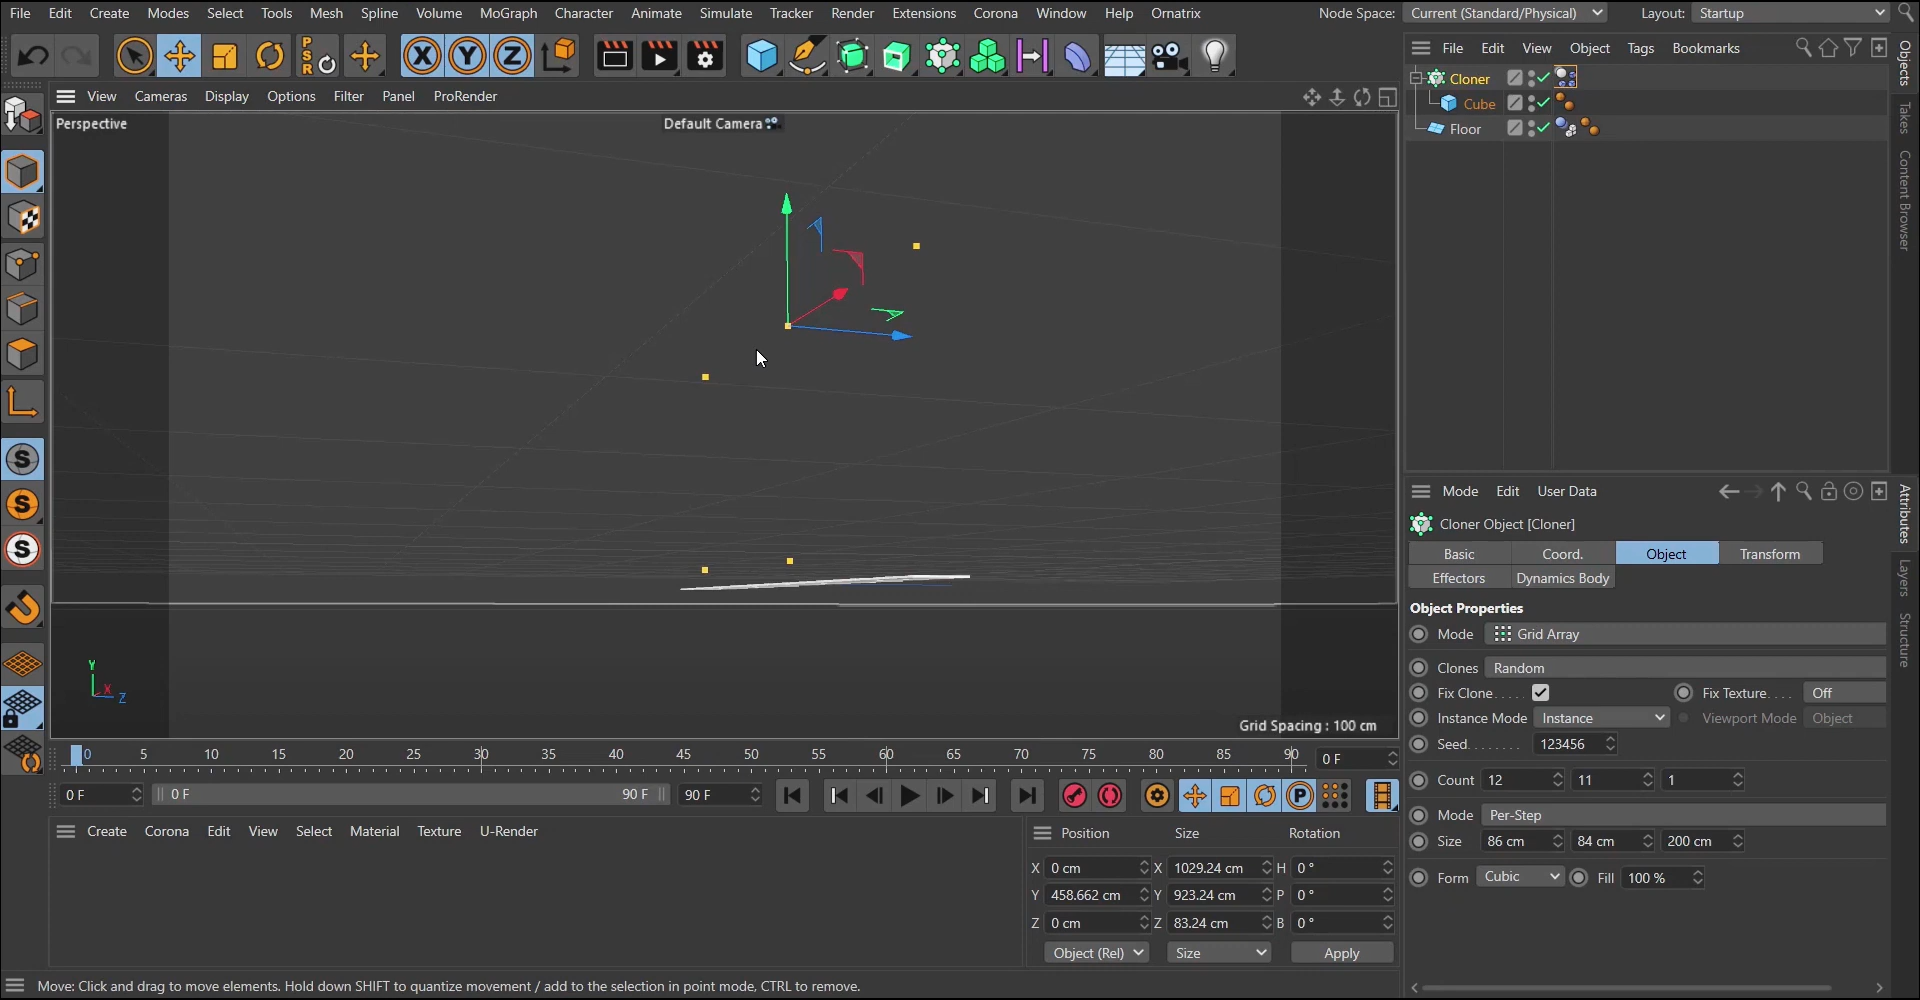 File Edit Create Modes Select Tools Mesh Spline Volume MoGraph Character Animate Simulate Tracker Render Extensions Corona Window Help Ornatrix Node Space: Current (Standard/Physical) Layout: Startup
P
S
R
X Y Z
File Edit View Object Tags Bookmarks
Cloner
Cube
Floor
Objects
Takes
Content Browser
View Cameras Display Options Filter Panel ProRender
Perspective
Default Camera
Y
X
Z
Grid Spacing : 100 cm
S
S
S
Mode Edit User Data
Cloner Object [Cloner]
Basic Coord. Object Transform
Effectors Dynamics Body
Object Properties
Mode Grid Array
Clones Random
Fix Clone..... Fix Texture.... Off
Instance Mode Instance Viewport Mode Object
Seed........ 123456
Count 12 11 1
Mode Per-Step
Size 86 cm 84 cm 200 cm
Form Cubic Fill 100 %
Attributes
Layers
Structure
0 5 10 15 20 25 30 35 40 45 50 55 60 65 70 75 80 85 90 0 F
0 F 0 F 90 F 90 F P
Create Corona Edit View Select Material Texture U-Render
Position Size Rotation
X 0 cm X 1029.24 cm H 0 °
Y 458.662 cm Y 923.24 cm P 0 °
Z 0 cm Z 83.24 cm B 0 °
Object (Rel) Size Apply
Move: Click and drag to move elements. Hold down SHIFT to quantize movement / add to the selection in point mode, CTRL to remove.